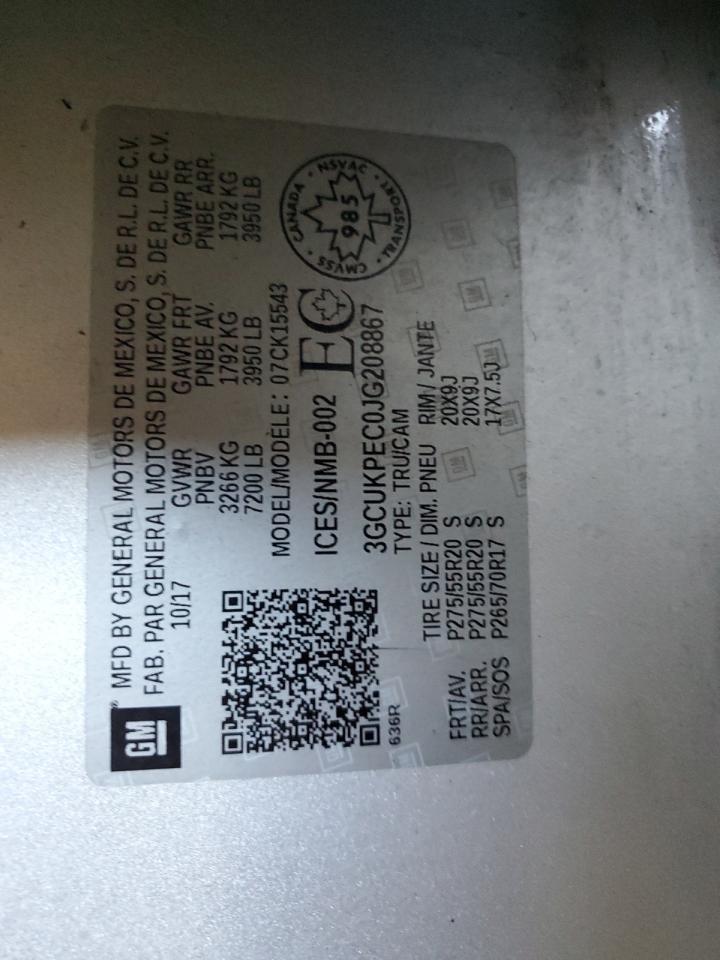 GM®
MFD BY GENERAL MOTORS DE MEXICO, S. DE R.L. DE C.V.
FAB. PAR GENERAL MOTORS DE MEXICO, S. DE R.L. DE C.V.
10/17 GVWR GAWR FRT GAWR RR
PNBV PNBE AV. PNBE ARR.
3266 KG 1792 KG 1792 KG
7200 LB 3950 LB 3950 LB
MODEL/MODÈLE: 07CK15543
ICES/NMB-002 EC
CANADA • NSVAC • TRANSPORT • CMVSS
985
3GCUKPEC0JG208867
TYPE: TRU/CAM
636R
TIRE SIZE / DIM. PNEU RIM / JANTE
FRT/AV. P275/55R20 S 20X9J
RR/ARR. P275/55R20 S 20X9J
SPA/SOS P265/70R17 S 17X7.5J